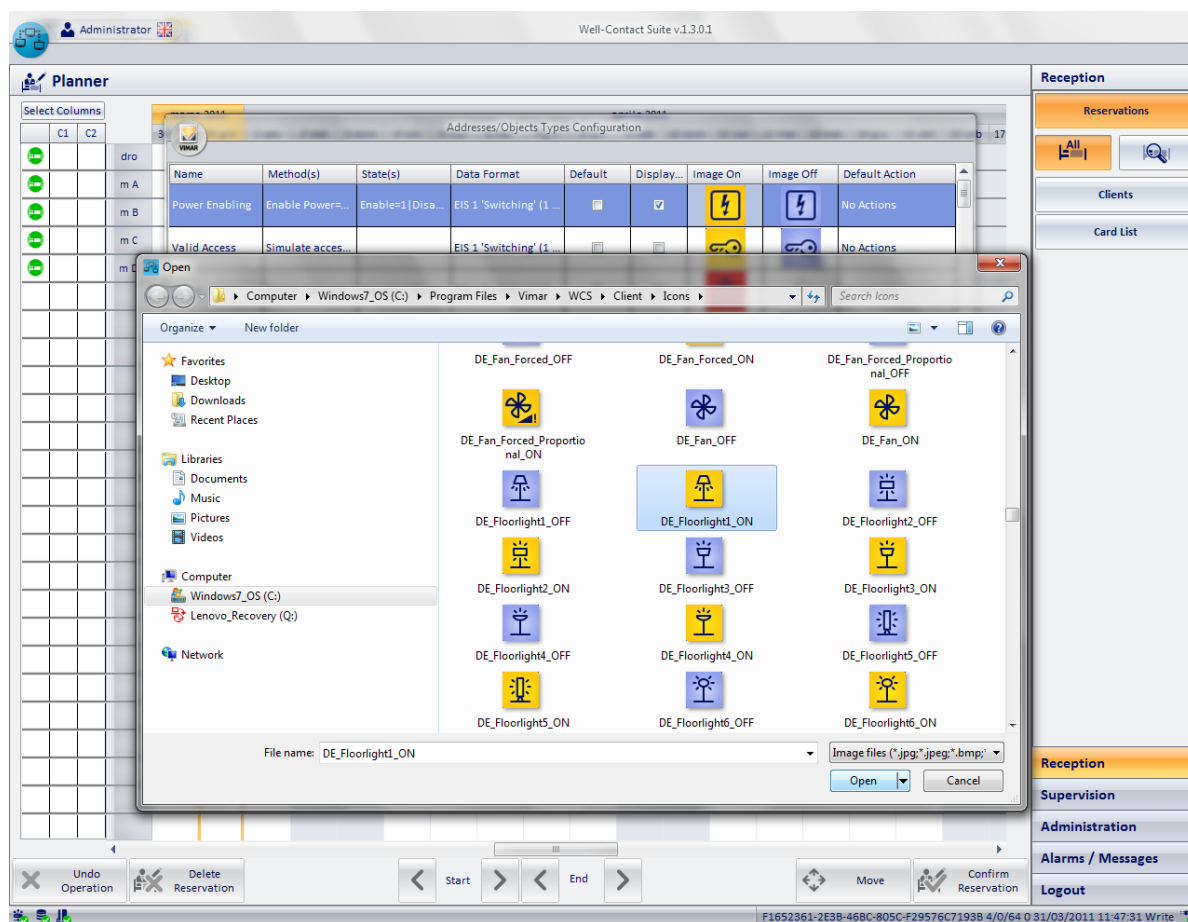 Administrator
Well-Contact Suite v.1.3.0.1
Planner
Reception
Select Columns
Reservations
C1 C2
Addresses/Objects Types Configuration
17
VIMAR
All
dro
Name Method(s) State(s) Data Format Default Display... Image On Image Off Default Action
m A
Clients
Power Enabling Enable Power=... Enable=1|Disa... EIS 1 'Switching' (1 ... No Actions
m B
Card List
m C
Valid Access Simulate acces... EIS 1 'Switching' (1 ... No Actions
Open
Computer Windows7_OS (C:) Program Files Vimar WCS Client Icons
Search Icons
Organize New folder
Favorites
Desktop
Downloads
Recent Places
Libraries
Documents
Music
Pictures
Videos
Computer
Windows7_OS (C:)
Lenovo_Recovery (Q:)
Network
DE_Fan_Forced_OFF DE_Fan_Forced_ON DE_Fan_Forced_Proportio
nal_OFF
DE_Fan_Forced_Proportio DE_Fan_OFF DE_Fan_ON
nal_ON
DE_Floorlight1_OFF DE_Floorlight1_ON DE_Floorlight2_OFF
DE_Floorlight2_ON DE_Floorlight3_OFF DE_Floorlight3_ON
DE_Floorlight4_OFF DE_Floorlight4_ON DE_Floorlight5_OFF
DE_Floorlight5_ON DE_Floorlight6_OFF DE_Floorlight6_ON
File name: DE_Floorlight1_ON Image files (*.jpg;*.jpeg;*.bmp;*
Open Cancel
Reception
Supervision
Administration
Alarms / Messages
Logout
Undo
Operation
Delete
Reservation
Start
End
Move
Confirm
Reservation
F1652361-2E3B-46BC-805C-F29576C7193B 4/0/64 0 31/03/2011 11:47:31 Write